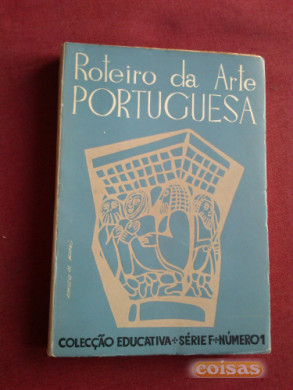 Roteiro da Arte
PORTUGUESA
COLECÇÃO EDUCATIVA + SÉRIE F + NÚMERO 1
coisas